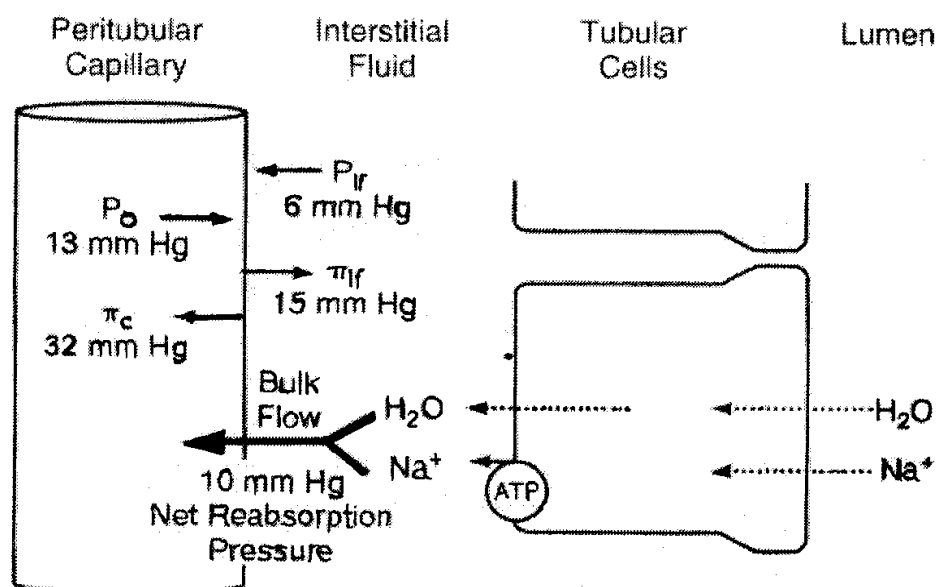 Peritubular
Capillary
Interstitial
Fluid
Tubular
Cells
Lumen
P_if
6 mm Hg
P_o
13 mm Hg
π_if
15 mm Hg
π_c
32 mm Hg
Bulk
Flow
H₂O
H₂O
Na⁺
Na⁺
ATP
10 mm Hg
Net Reabsorption
Pressure